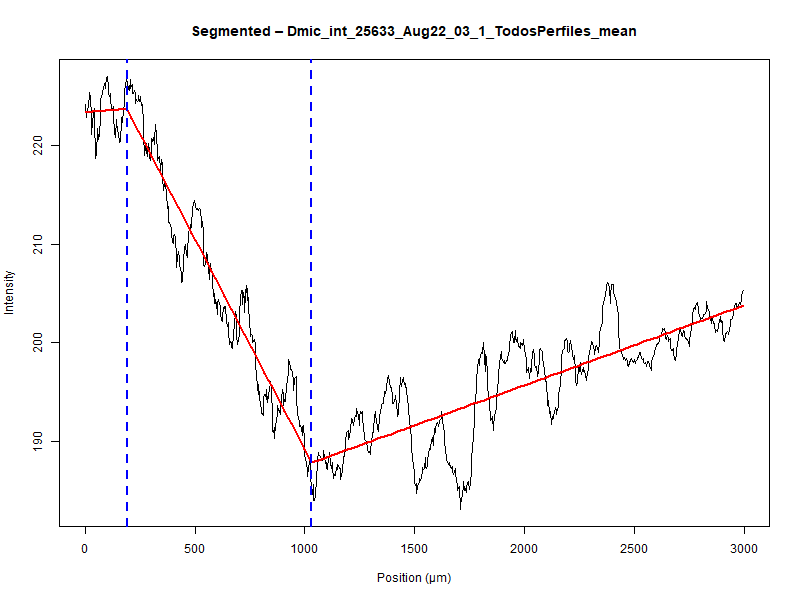 Segmented – Dmic_int_25633_Aug22_03_1_TodosPerfiles_mean
Intensity
220
210
200
190
0 500 1000 1500 2000 2500 3000
Position (µm)